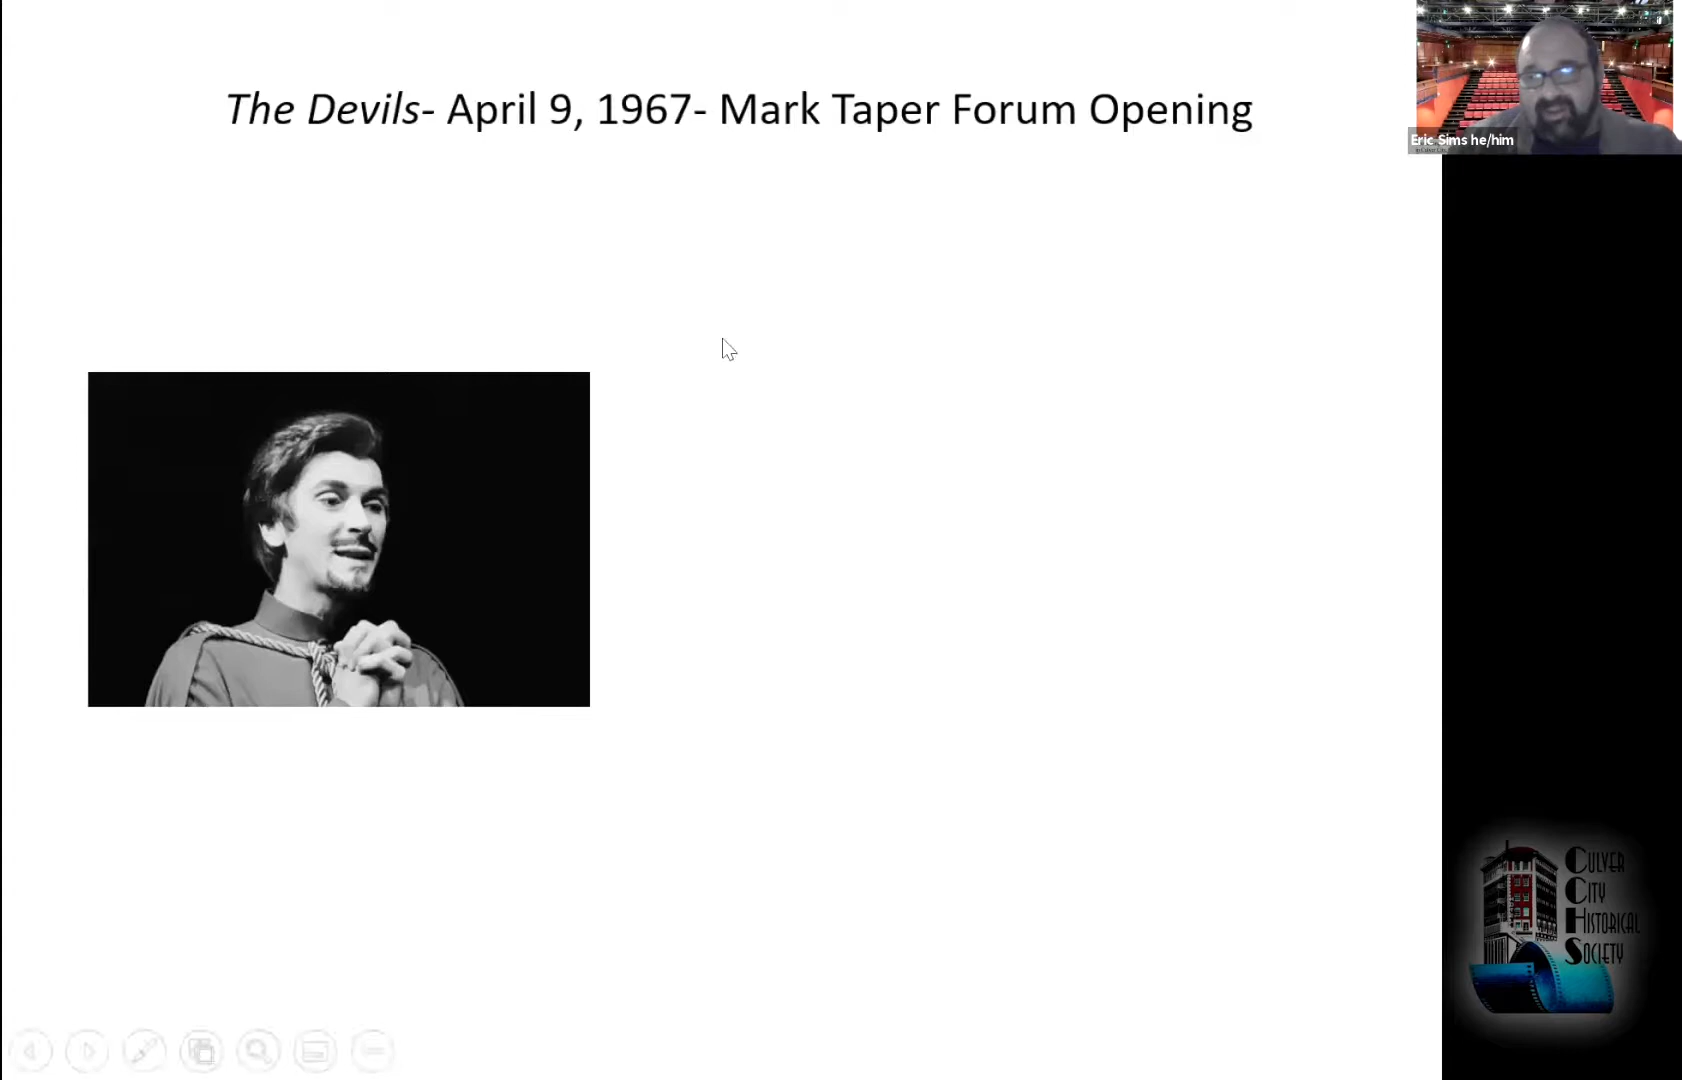 The Devils- April 9, 1967- Mark Taper Forum Opening
Eric Sims he/him
CULVER
CITY
HISTORICAL
SOCIETY